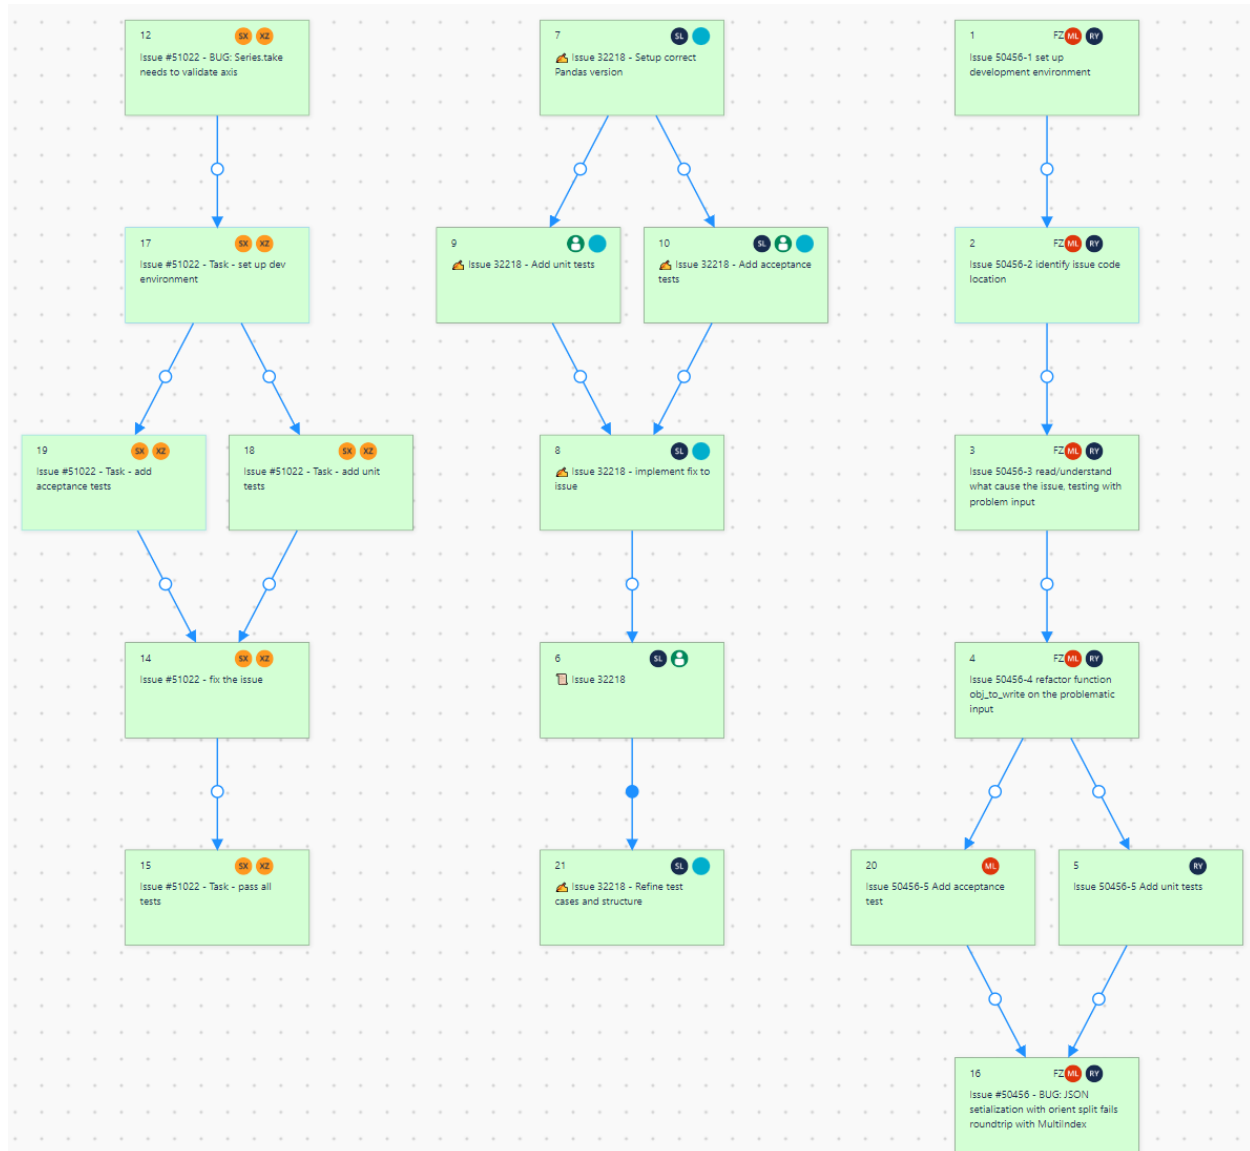 12 SX XZ
Issue #51022 - BUG: Series.take
needs to validate axis
7 SL
✍ Issue 32218 - Setup correct
Pandas version
1 FZ ML RY
Issue 50456-1 set up
development environment
17 SX XZ
Issue #51022 - Task - set up dev
environment
9
✍ Issue 32218 - Add unit tests
10 SL
✍ Issue 32218 - Add acceptance
tests
2 FZ ML RY
Issue 50456-2 identify issue code
location
19 SX XZ
Issue #51022 - Task - add
acceptance tests
18 SX XZ
Issue #51022 - Task - add unit
tests
8 SL
✍ Issue 32218 - implement fix to
issue
3 FZ ML RY
Issue 50456-3 read/understand
what cause the issue, testing with
problem input
14 SX XZ
Issue #51022 - fix the issue
6 SL
📜 Issue 32218
4 FZ ML RY
Issue 50456-4 refactor function
obj_to_write on the problematic
input
15 SX XZ
Issue #51022 - Task - pass all
tests
21 SL
✍ Issue 32218 - Refine test
cases and structure
20 ML
Issue 50456-5 Add acceptance
test
5 RY
Issue 50456-5 Add unit tests
16 FZ ML RY
Issue #50456 - BUG: JSON
setialization with orient split fails
roundtrip with MultiIndex